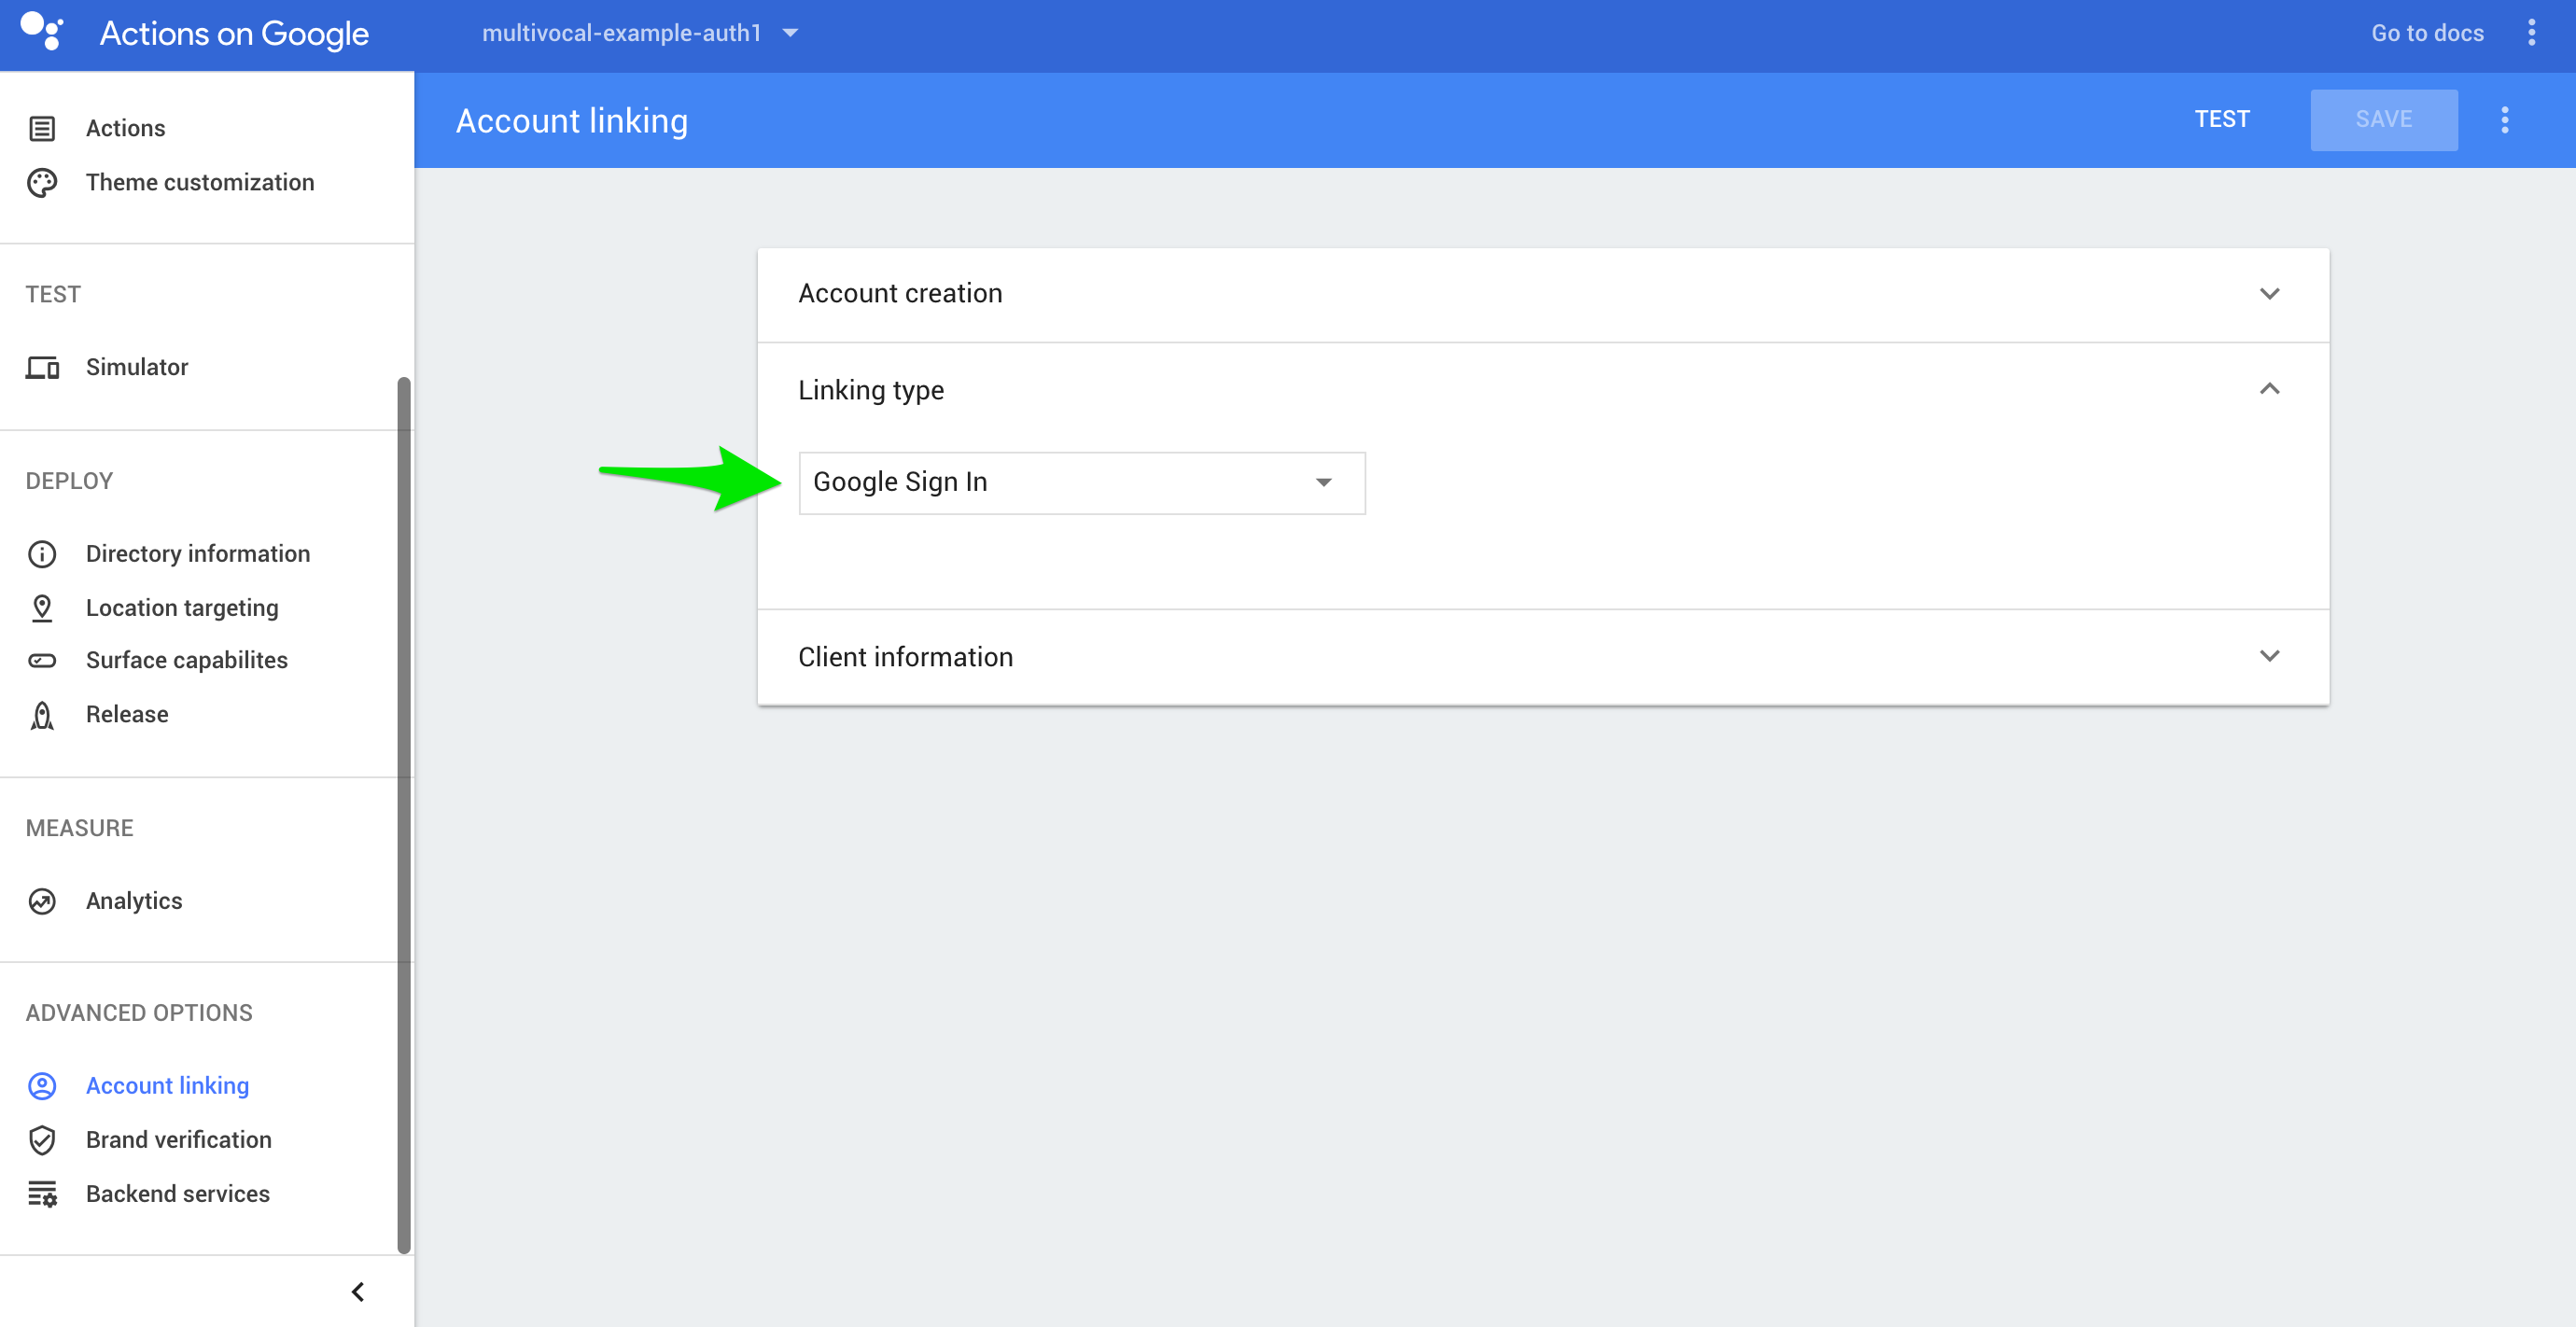 Actions on Google
multivocal-example-auth1
Go to docs
Account linking
TEST
SAVE
Actions
Theme customization
TEST
Simulator
DEPLOY
Directory information
Location targeting
Surface capabilites
Release
MEASURE
Analytics
ADVANCED OPTIONS
Account linking
Brand verification
Backend services
Account creation
Linking type
Google Sign In
Client information